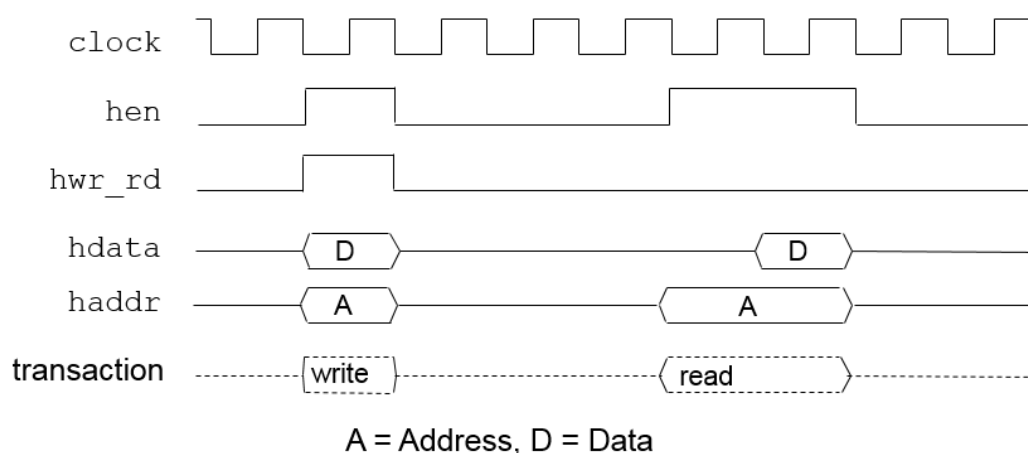 clock
hen
hwr_rd
hdata D D
haddr A A
transaction write read
A = Address, D = Data